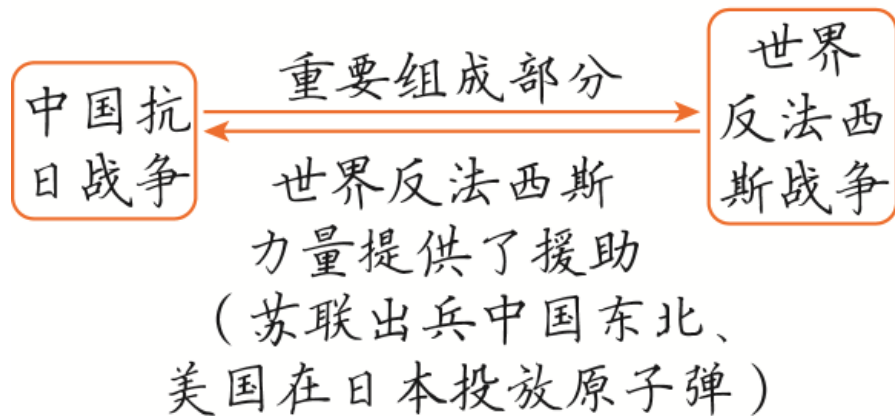 中国抗
日战争
重要组成部分
世界反法西斯
力量提供了援助
（苏联出兵中国东北、
美国在日本投放原子弹）
世界
反法西
斯战争